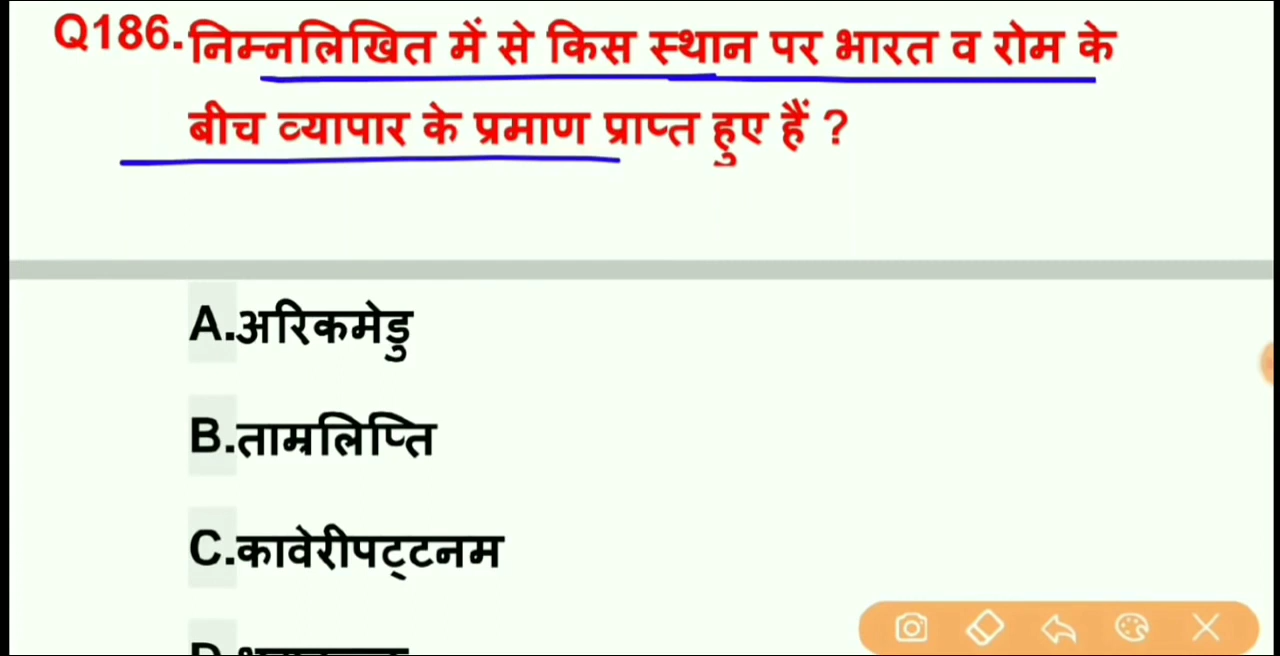 Q186. निम्नलिखित में से किस स्थान पर भारत व रोम के
बीच व्यापार के प्रमाण प्राप्त हुए हैं ?
A.अरिकमेडु
B.ताम्रलिप्ति
C.कावेरीपट्टनम